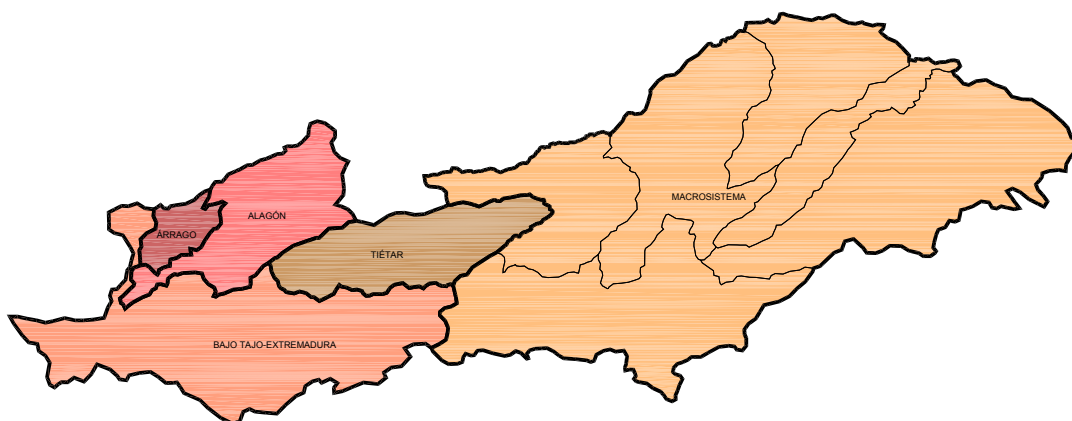 MACROSISTEMA
ALAGÓN
ÁRRAGO
TIÉTAR
BAJO TAJO-EXTREMADURA